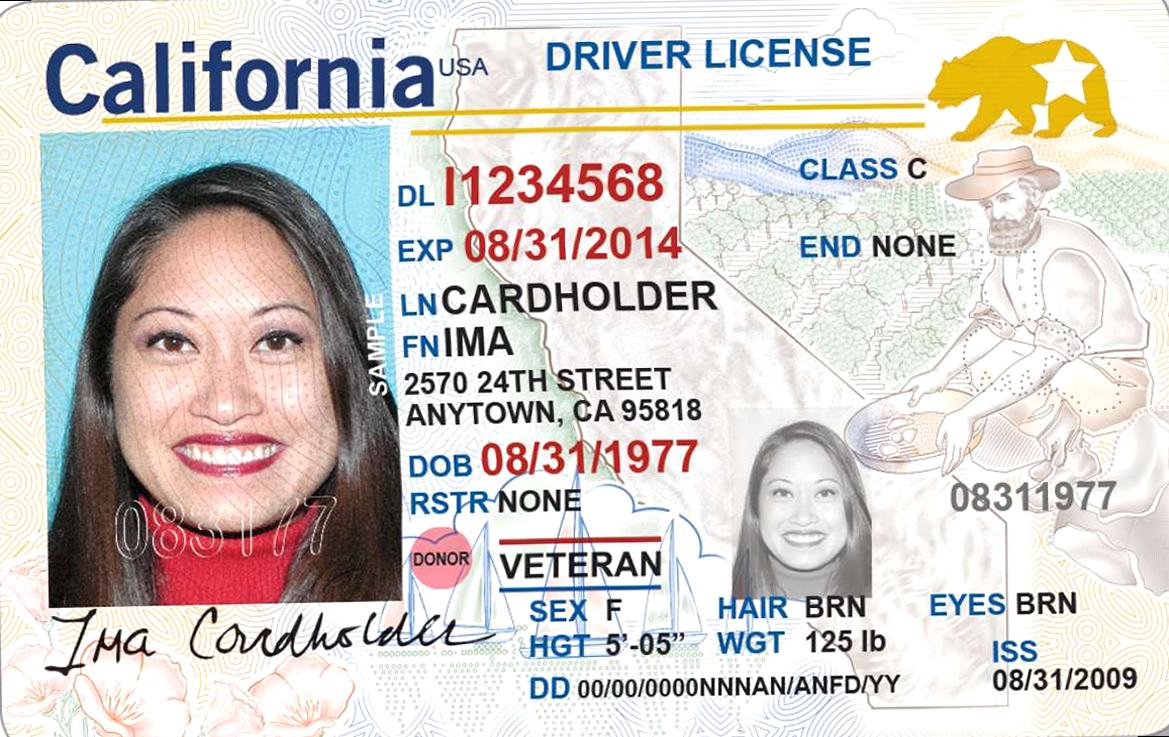 California USA DRIVER LICENSE
DL I1234568
CLASS C
EXP 08/31/2014
END NONE
LN CARDHOLDER
FN IMA
2570 24TH STREET
ANYTOWN, CA 95818
DOB 08/31/1977
RSTR NONE
08311977
SAMPLE
083177
DONOR
VETERAN
SEX F
HAIR BRN
EYES BRN
HGT 5'-05"
WGT 125 lb
ISS
08/31/2009
DD 00/00/0000NNNAN/ANFD/YY
Ima Cardholder